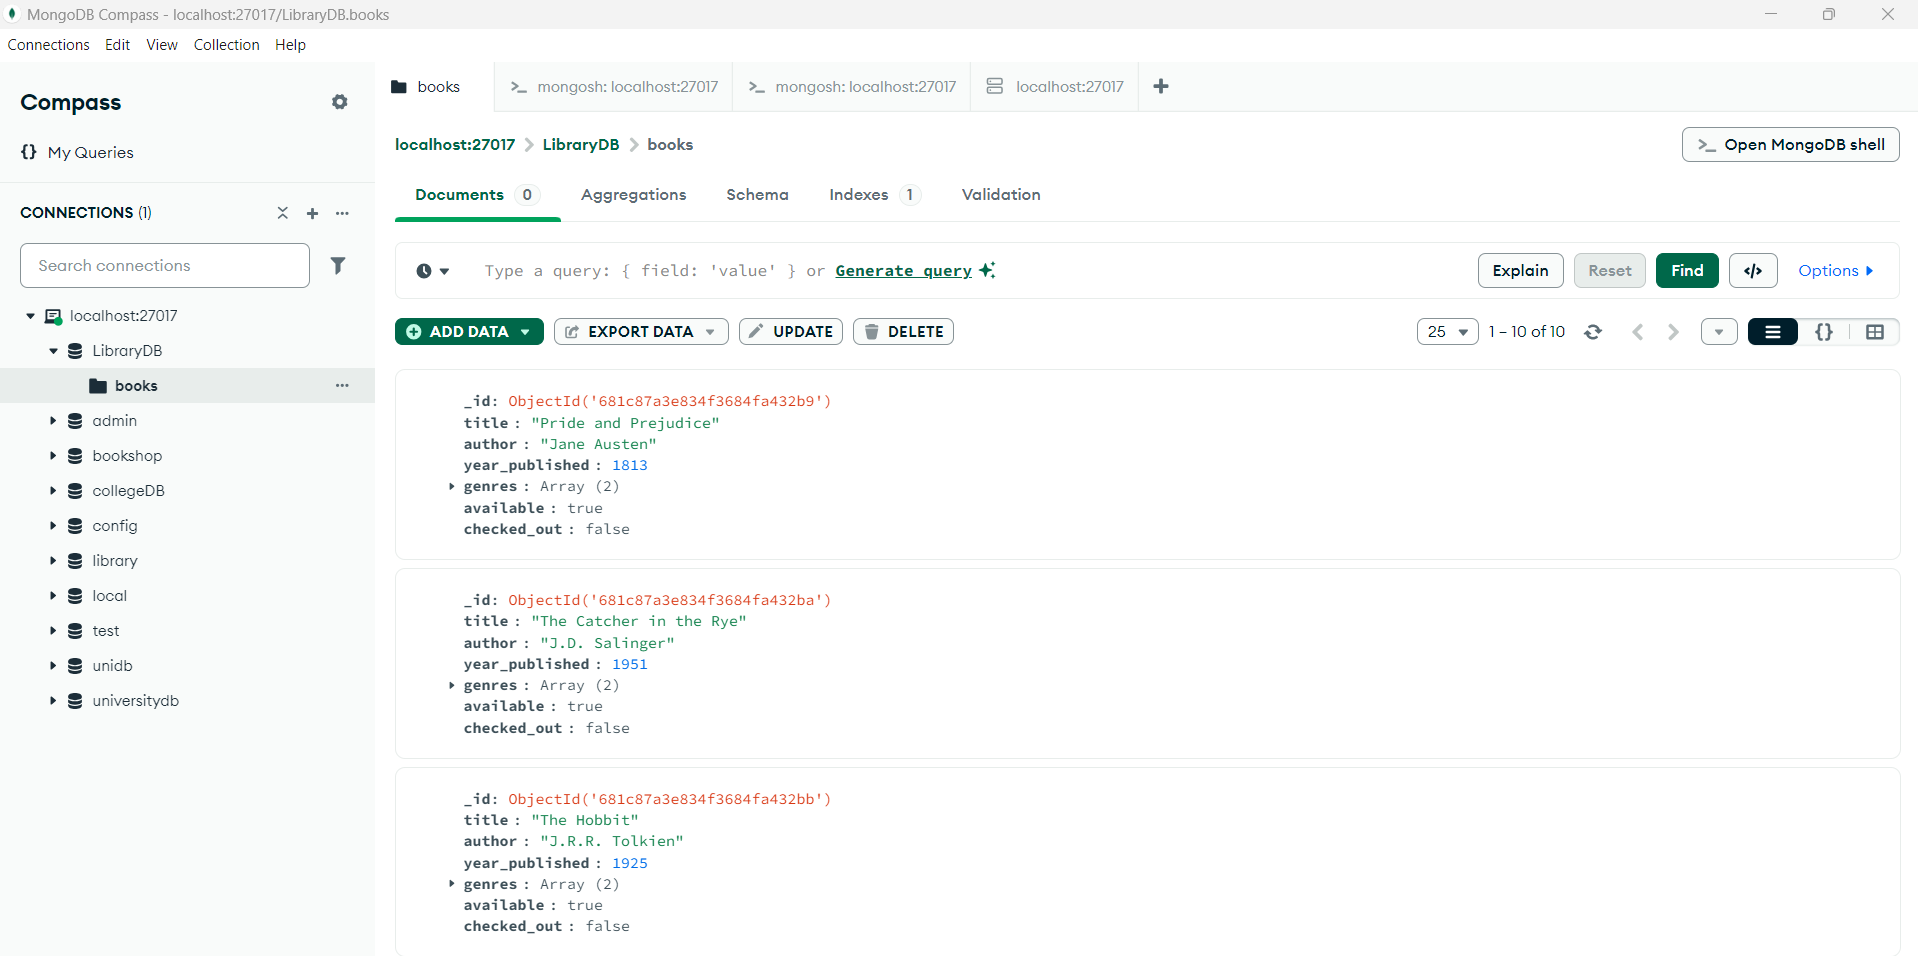 MongoDB Compass - localhost:27017/LibraryDB.books
Connections Edit View Collection Help
Compass
{} My Queries
CONNECTIONS (1)
Search connections
localhost:27017
LibraryDB
books
admin
bookshop
collegeDB
config
library
local
test
unidb
universitydb
books >_ mongosh: localhost:27017 >_ mongosh: localhost:27017 localhost:27017 +
localhost:27017 > LibraryDB > books
>_ Open MongoDB shell
Documents 0 Aggregations Schema Indexes 1 Validation
Type a query: { field: 'value' } or Generate query
Explain Reset Find </> Options
ADD DATA EXPORT DATA UPDATE DELETE
25 1 – 10 of 10 {}
_id: ObjectId('681c87a3e834f3684fa432b9')
title : "Pride and Prejudice"
author : "Jane Austen"
year_published : 1813
genres : Array (2)
available : true
checked_out : false
_id: ObjectId('681c87a3e834f3684fa432ba')
title : "The Catcher in the Rye"
author : "J.D. Salinger"
year_published : 1951
genres : Array (2)
available : true
checked_out : false
_id: ObjectId('681c87a3e834f3684fa432bb')
title : "The Hobbit"
author : "J.R.R. Tolkien"
year_published : 1925
genres : Array (2)
available : true
checked_out : false